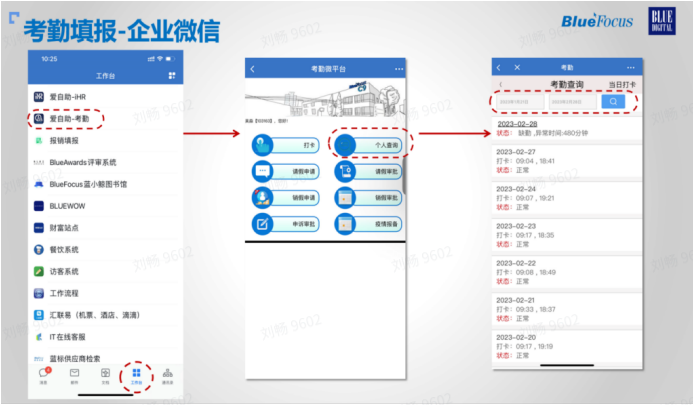 考勤填报-企业微信
BlueFocus
BLUE
DIGITAL
10:25
工作台
爱自助-iHR
爱自助-考勤
报销填报
BlueAwards 评审系统
BlueFocus蓝小鲸图书馆
BLUEWOW
财富站点
餐饮系统
访客系统
工作流程
汇联易（机票、酒店、滴滴）
IT在线客服
蓝标供应商检索
消息
邮件
文档
工作台
通讯录
考勤微平台
打卡
个人查询
请假申请
请假审批
销假申请
销假审批
申诉审批
疫情报备
考勤
考勤查询
当日打卡
2023-02-28
状态：缺勤 ,异常时间:480分钟
2023-02-27
打卡：09:04 , 18:41
状态：正常
2023-02-24
打卡：09:07 , 19:21
状态：正常
2023-02-23
打卡：09:17 , 18:35
状态：正常
2023-02-22
打卡：09:08 , 18:49
状态：正常
2023-02-21
打卡：09:33 , 18:37
状态：正常
2023-02-20
打卡：09:17 , 19:19
状态：正常
刘畅 9602